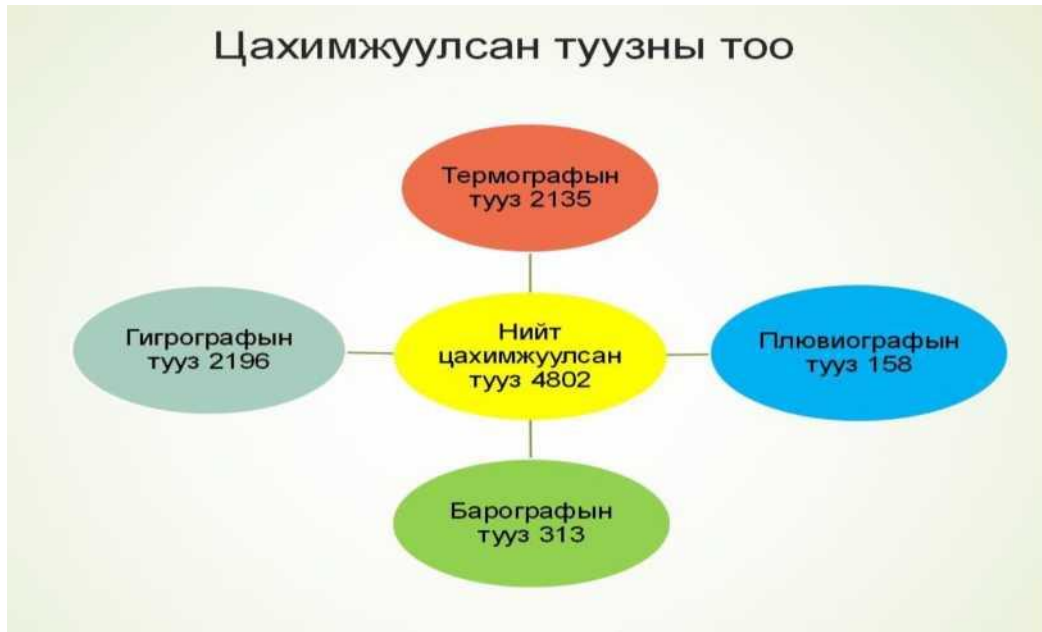 Цахимжуулсан туузны тоо
Термографын
тууз 2135
Гигрографын
тууз 2196
Нийт
цахимжуулсан
тууз 4802
Плювиографын
тууз 158
Барографын
тууз 313